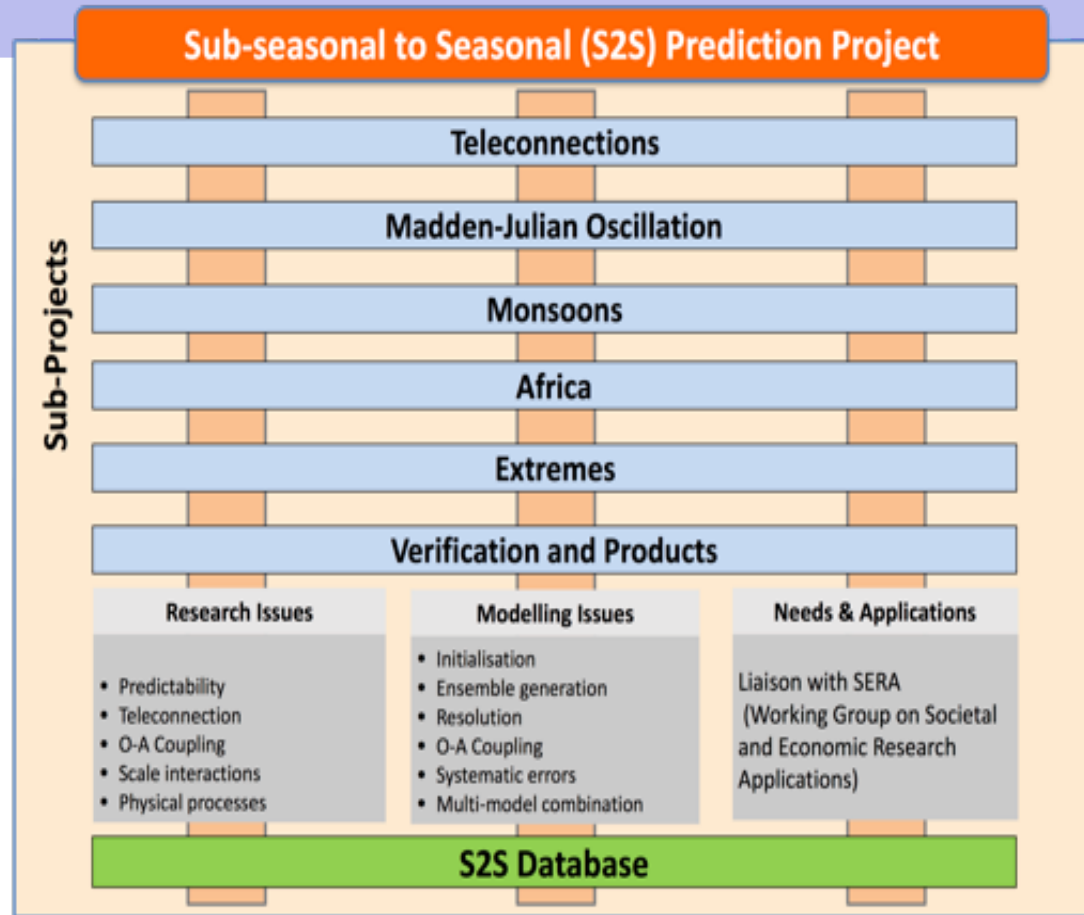 Sub-seasonal to Seasonal (S2S) Prediction Project
Sub-Projects
Teleconnections
Madden-Julian Oscillation
Monsoons
Africa
Extremes
Verification and Products
Research Issues
• Predictability
• Teleconnection
• O-A Coupling
• Scale interactions
• Physical processes
Modelling Issues
• Initialisation
• Ensemble generation
• Resolution
• O-A Coupling
• Systematic errors
• Multi-model combination
Needs & Applications
Liaison with SERA
(Working Group on Societal
and Economic Research
Applications)
S2S Database